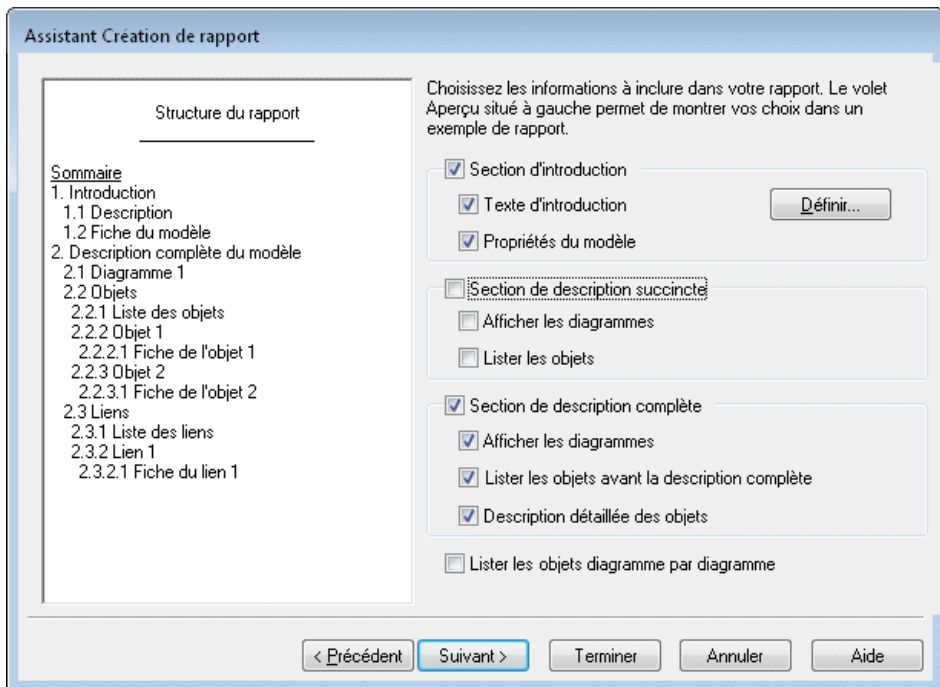 Assistant Création de rapport
Structure du rapport
Sommaire
1. Introduction
1.1 Description
1.2 Fiche du modèle
2. Description complète du modèle
2.1 Diagramme 1
2.2 Objets
2.2.1 Liste des objets
2.2.2 Objet 1
2.2.2.1 Fiche de l'objet 1
2.2.3 Objet 2
2.2.3.1 Fiche de l'objet 2
2.3 Liens
2.3.1 Liste des liens
2.3.2 Lien 1
2.3.2.1 Fiche du lien 1
Choisissez les informations à inclure dans votre rapport. Le volet
Aperçu situé à gauche permet de montrer vos choix dans un
exemple de rapport.
Section d'introduction
Texte d'introduction
Définir...
Propriétés du modèle
Section de description succincte
Afficher les diagrammes
Lister les objets
Section de description complète
Afficher les diagrammes
Lister les objets avant la description complète
Description détaillée des objets
Lister les objets diagramme par diagramme
< Précédent
Suivant >
Terminer
Annuler
Aide